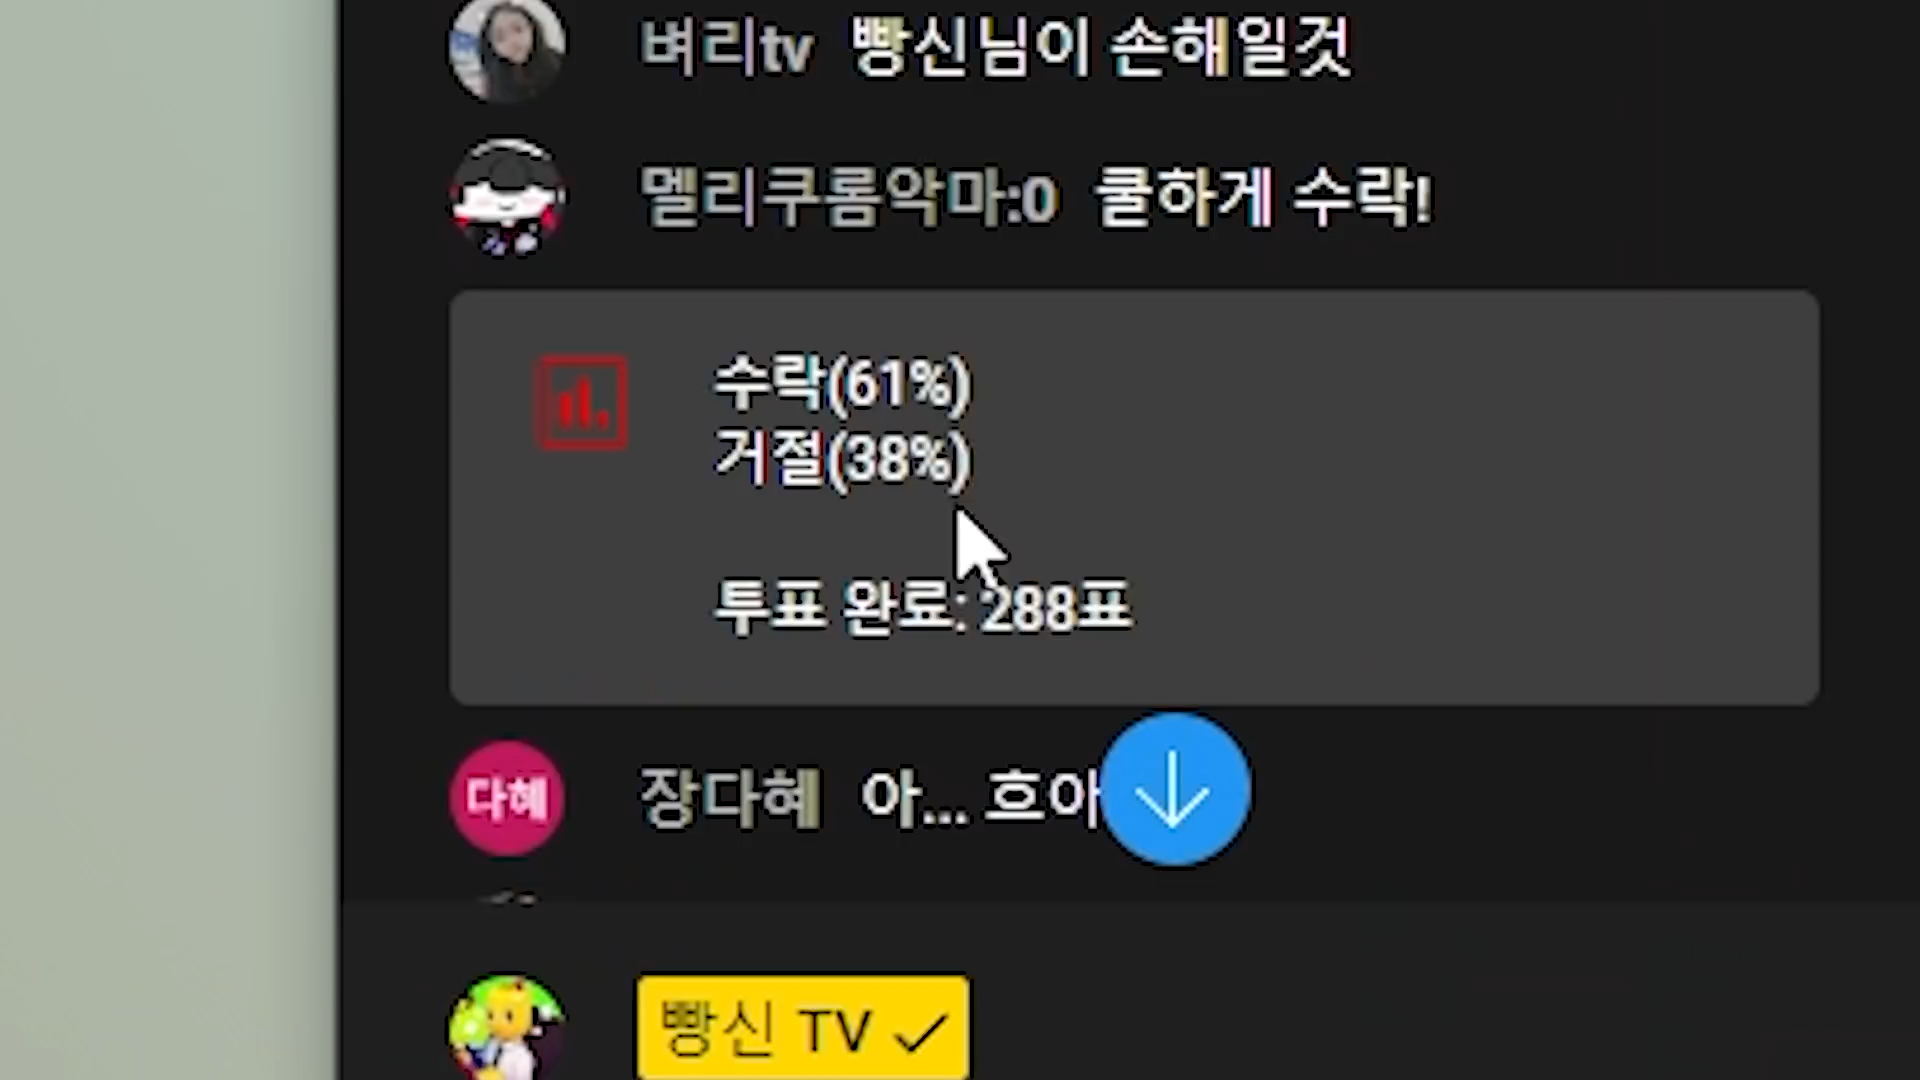 벼리tv 빵신님이 손해일것
멜리쿠롬악마:0 쿨하게 수락!
수락(61%)
거절(38%)
투표 완료: 288표
다혜 장다혜 아... 흐아
빵신 TV